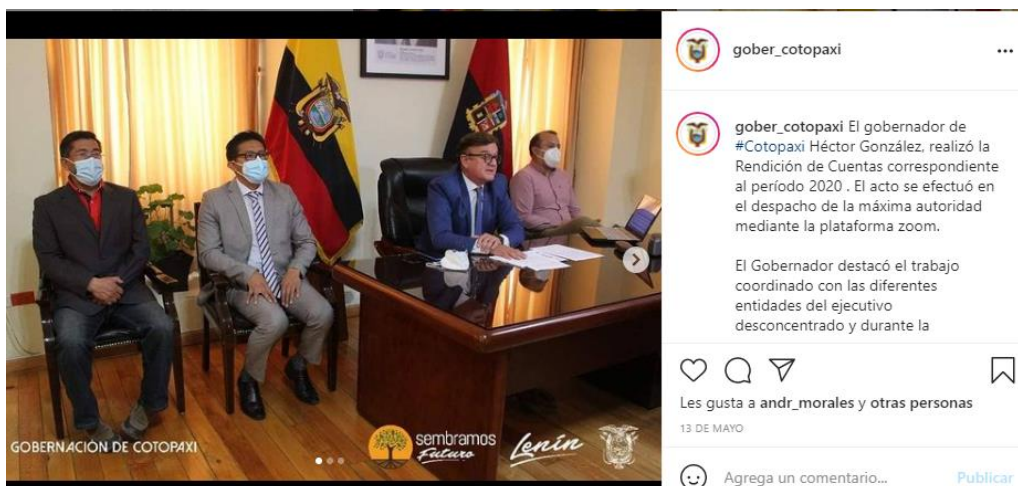 gober_cotopaxi
gober_cotopaxi El gobernador de
#Cotopaxi Héctor González, realizó la
Rendición de Cuentas correspondiente
al período 2020 . El acto se efectuó en
el despacho de la máxima autoridad
mediante la plataforma zoom.
El Gobernador destacó el trabajo
coordinado con las diferentes
entidades del ejecutivo
desconcentrado y durante la
Les gusta a andr_morales y otras personas
13 DE MAYO
Agrega un comentario... Publicar
GOBERNACIÓN DE COTOPAXI
sembramos
Futuro
Lenín